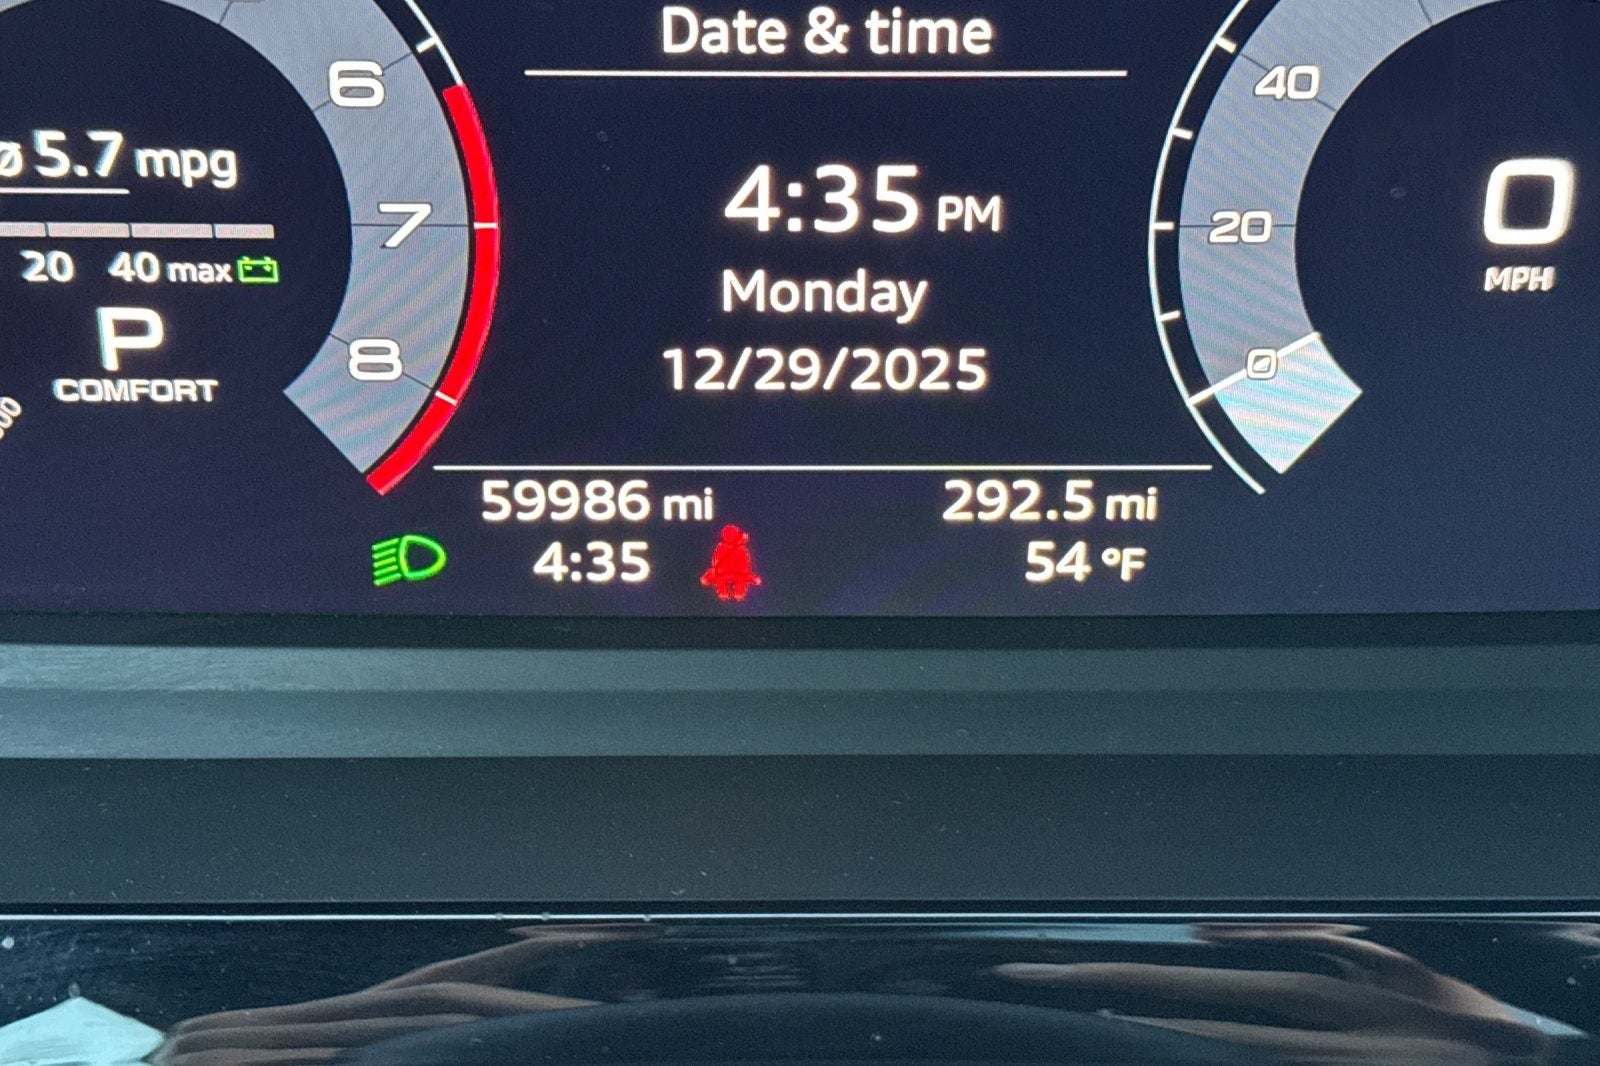 Date & time
6
40
ø 5.7 mpg
4:35 PM
0
MPH
7
20
20 40 max
Monday
P
COMFORT
8
12/29/2025
0
59986 mi
292.5 mi
4:35
54 °F